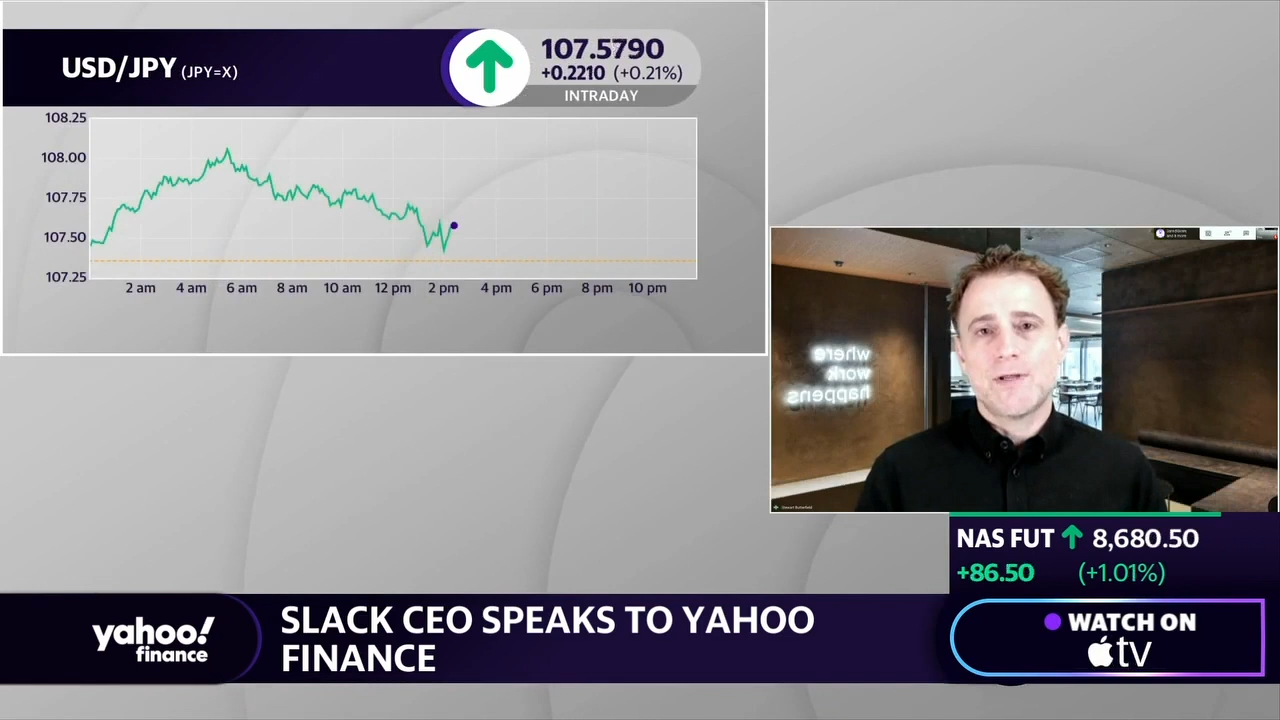 USD/JPY (JPY=X)
107.5790
+0.2210 (+0.21%)
INTRADAY
108.25
108.00
107.75
107.50
107.25
2 am 4 am 6 am 8 am 10 am 12 pm 2 pm 4 pm 6 pm 8 pm 10 pm
where
work
happens
Stewart Butterfield
NAS FUT 8,680.50
+86.50 (+1.01%)
yahoo!
finance
SLACK CEO SPEAKS TO YAHOO
FINANCE
WATCH ON
tv